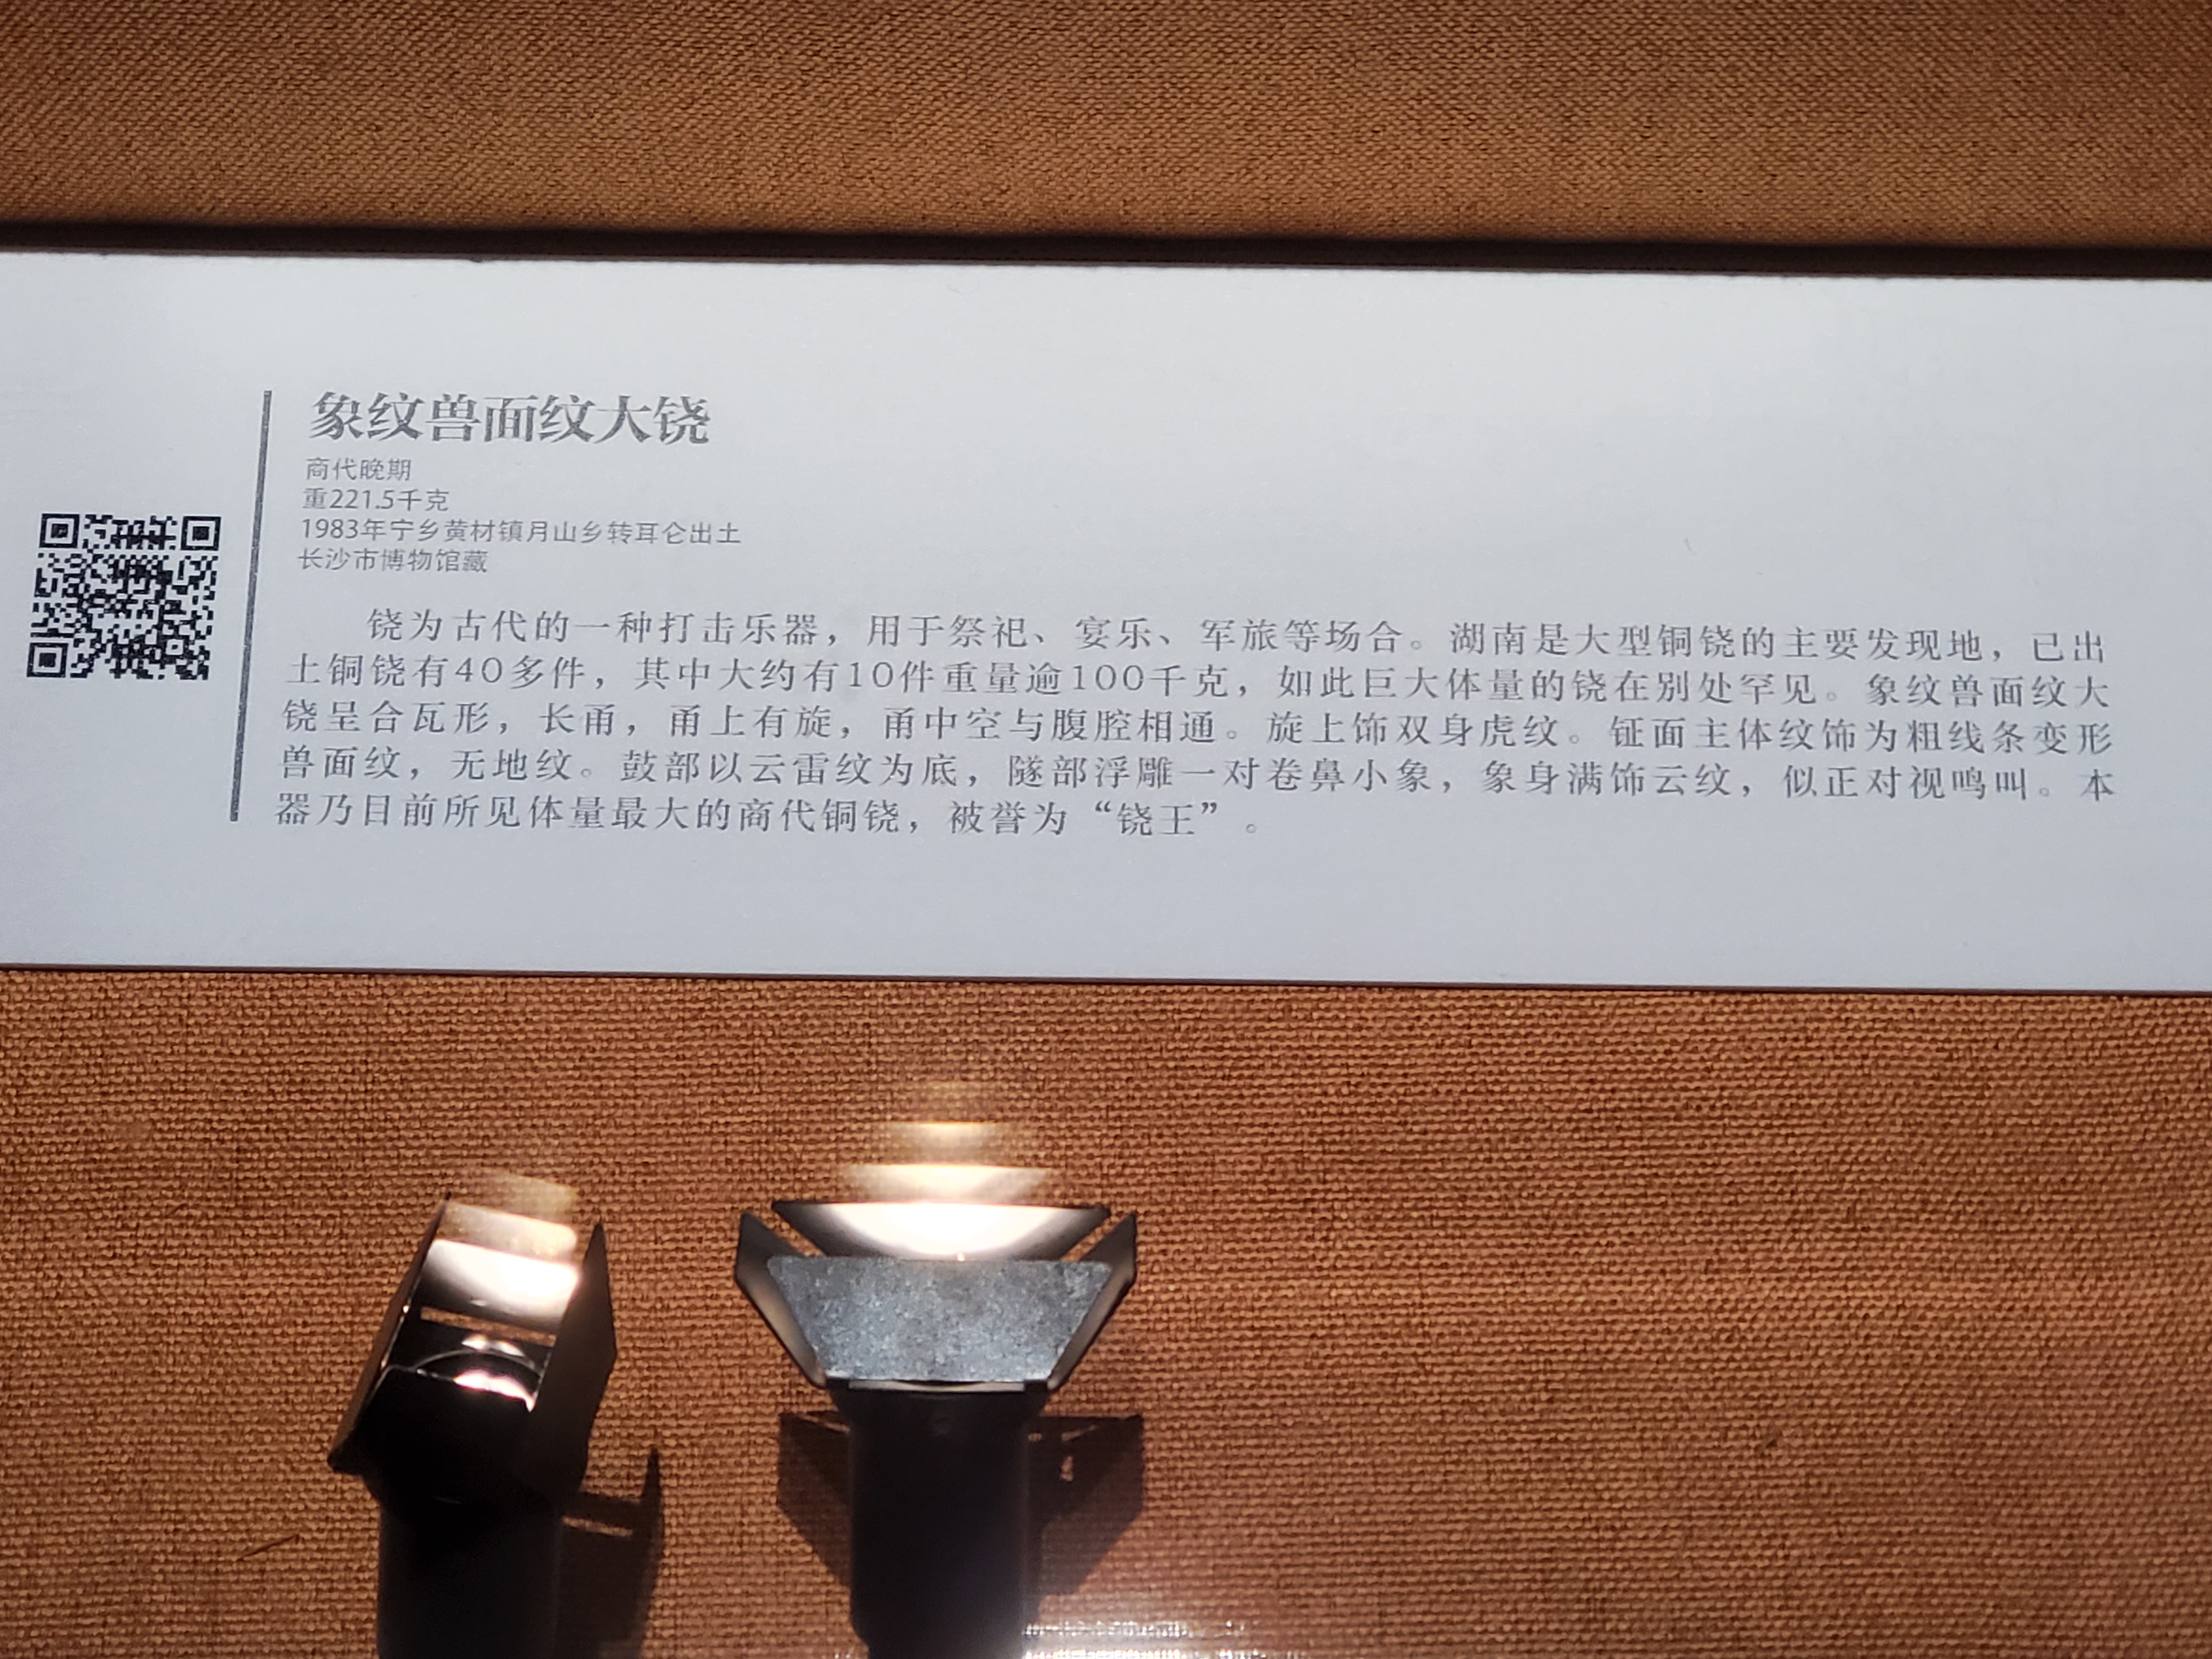 象纹兽面纹大铙
商代晚期
重221.5千克
1983年宁乡黄材镇月山乡转耳仑出土
长沙市博物馆藏
铙为古代的一种打击乐器，用于祭祀、宴乐、军旅等场合。湖南是大型铜铙的主要发现地，已出
土铜铙有40多件，其中大约有10件重量逾100千克，如此巨大体量的铙在别处罕见。象纹兽面纹大
铙呈合瓦形，长甬，甬上有旋，甬中空与腹腔相通。旋上饰双身虎纹。钲面主体纹饰为粗线条变形
兽面纹，无地纹。鼓部以云雷纹为底，隧部浮雕一对卷鼻小象，象身满饰云纹，似正对视鸣叫。本
器乃目前所见体量最大的商代铜铙，被誉为“铙王”。